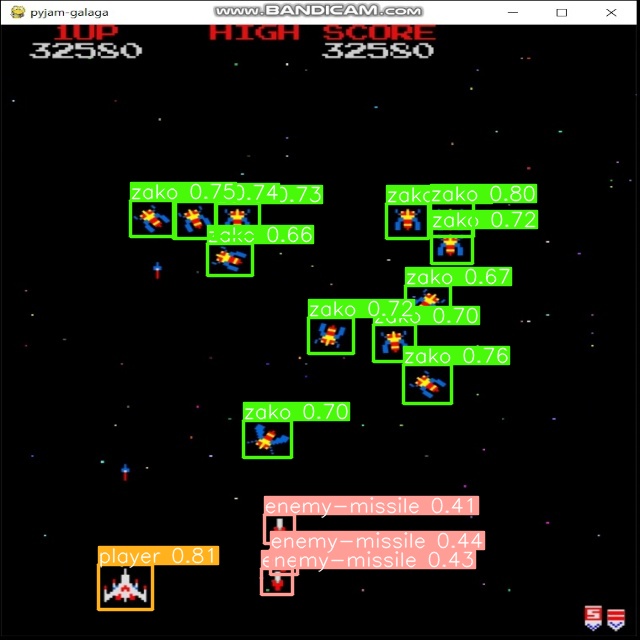 pyjam-galaga
www.BANDICAM.com
1UP HIGH SCORE
32580 32580
zako 0.75 0.74 0.73
zako zako 0.80
zako 0.72
zako 0.66
zako 0.67
zako 0.72 zako 0.70
zako 0.76
zako 0.70
enemy-missile 0.41
enemy-missile 0.44
enemy-missile 0.43
player 0.81
5